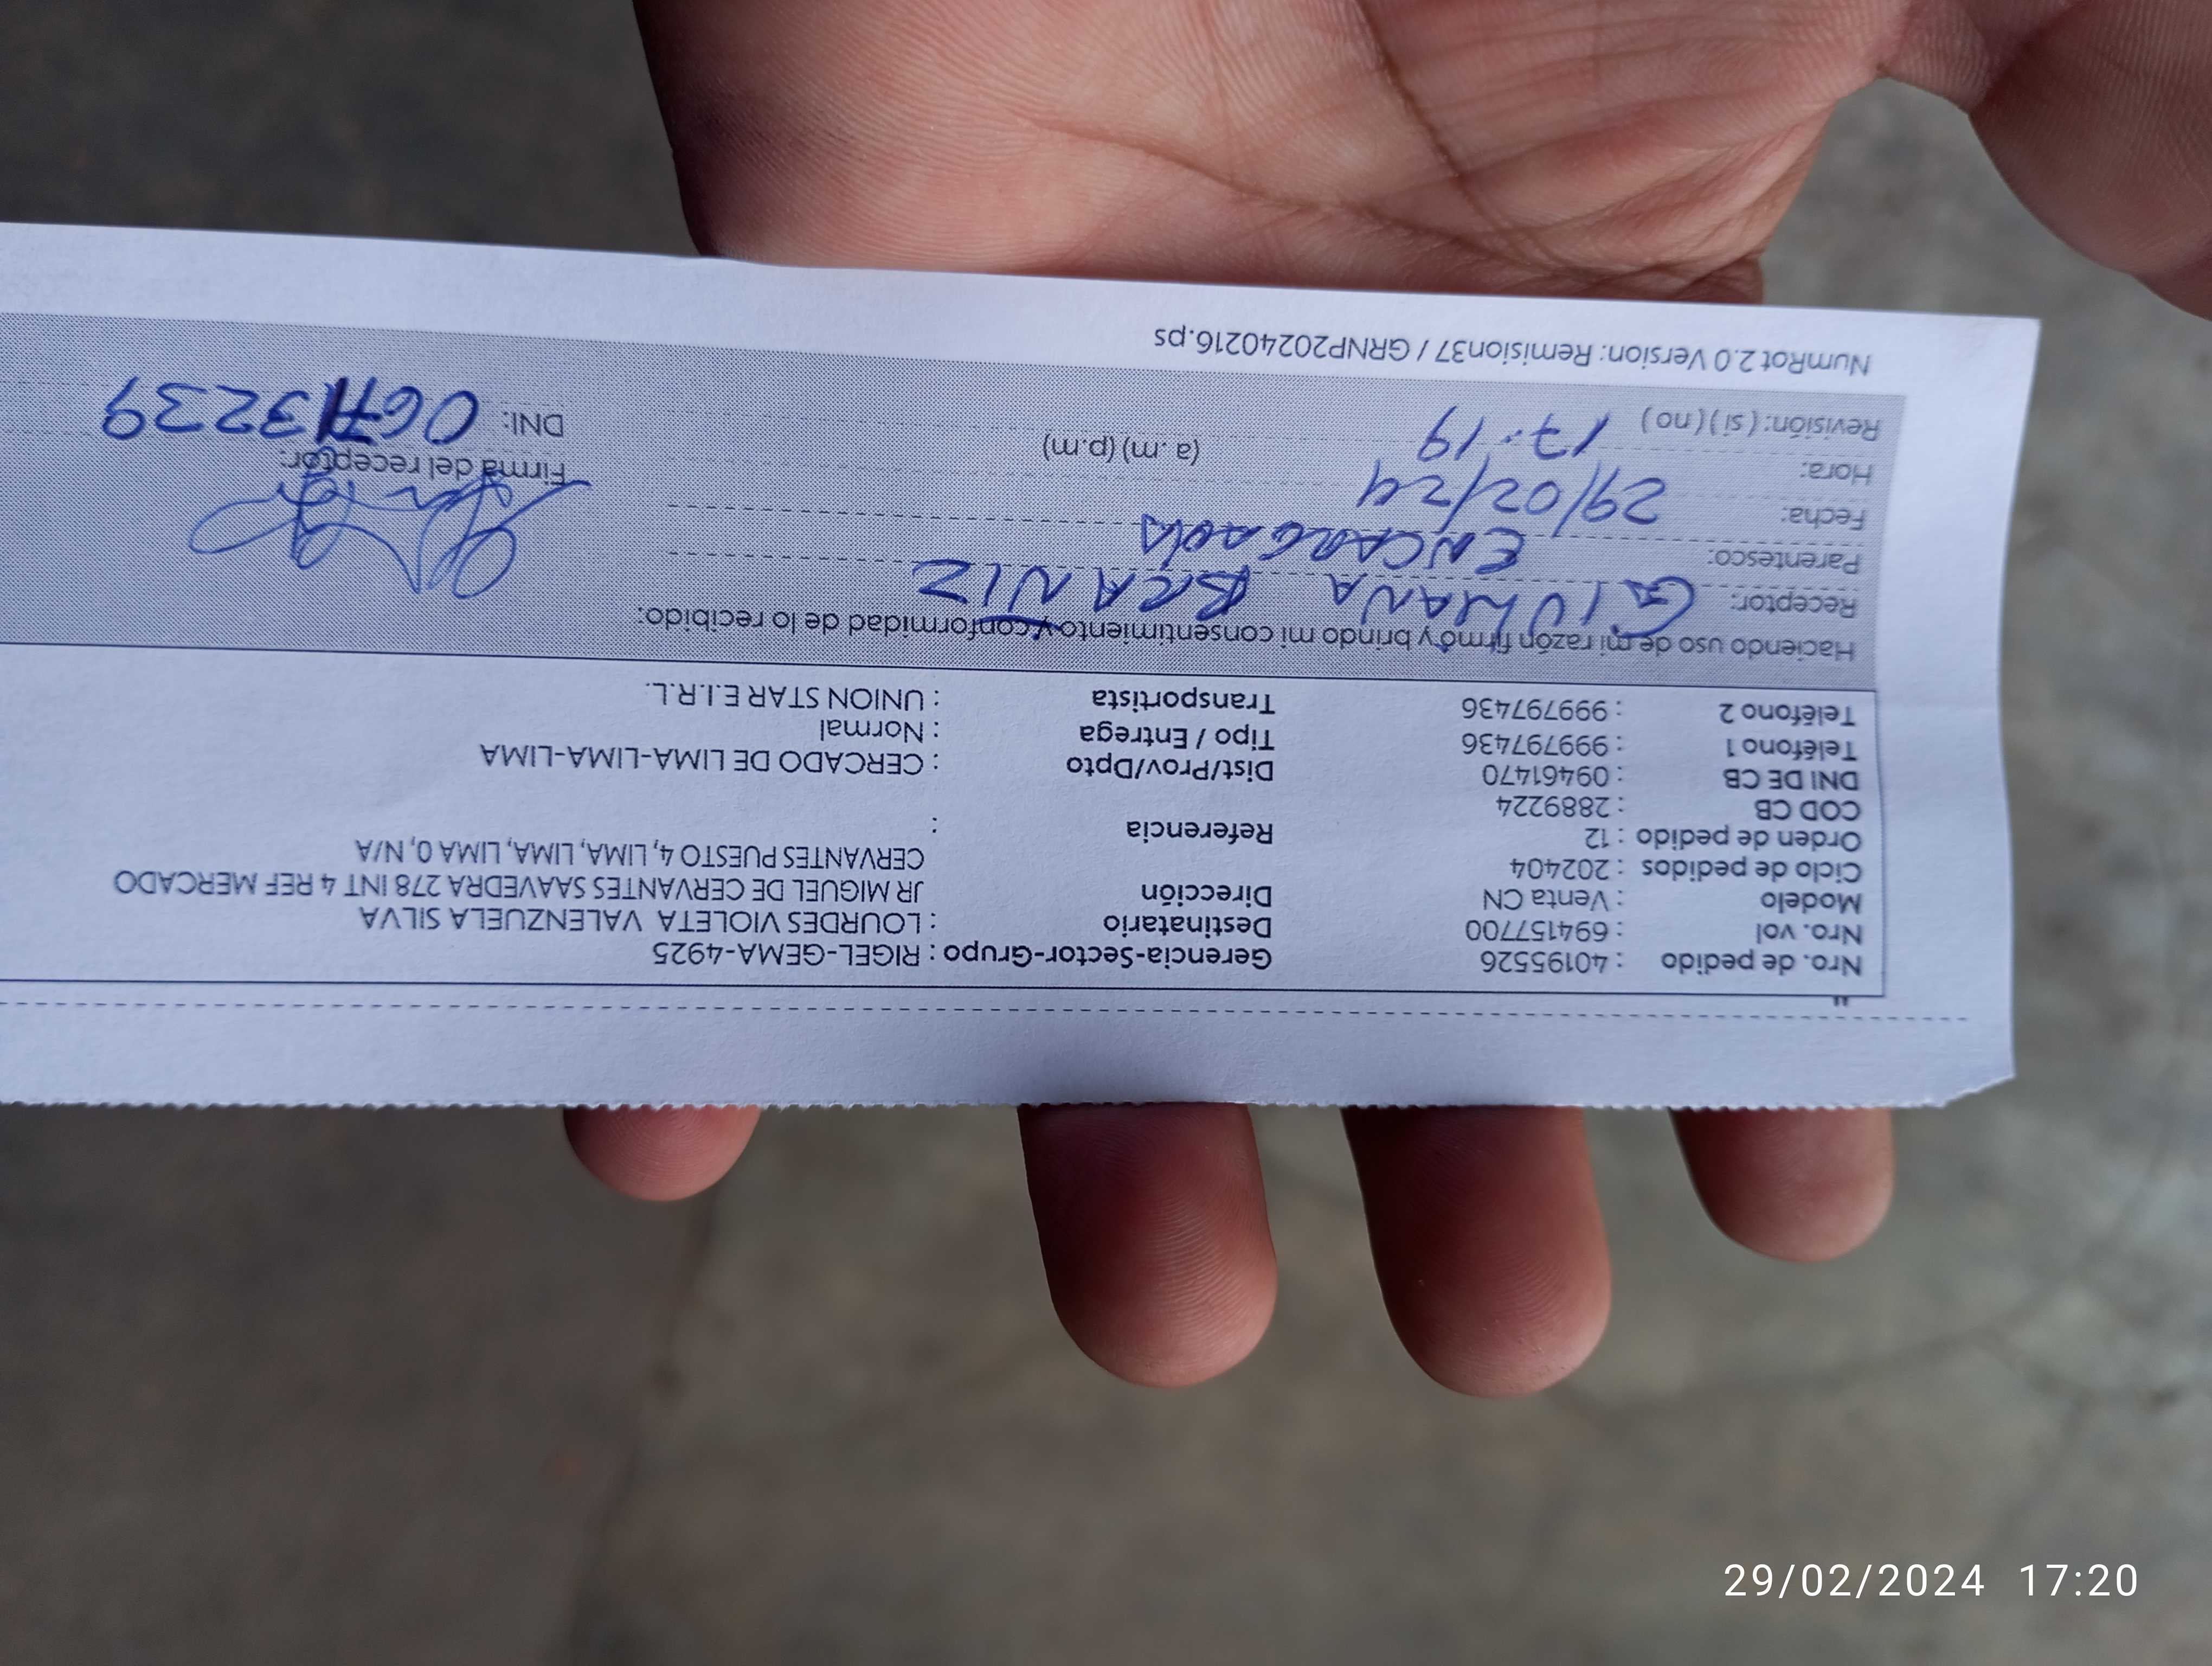 Nro. de pedido : 40195526 Gerencia-Sector-Grupo : RIGEL-GEMA-4925
Nro. vol : 694157700 Destinatario : LOURDES VIOLETA VALENZUELA SILVA
Modelo : Venta CN Dirección JR MIGUEL DE CERVANTES SAAVEDRA 278 INT 4 REF MERCADO
Ciclo de pedidos : 202404 CERVANTES PUESTO 4, LIMA, LIMA, LIMA 0, N/A
Orden de pedido : 12 Referencia :
COD CB : 2889224
DNI DE CB : 09461470 Dist/Prov/Dpto : CERCADO DE LIMA-LIMA-LIMA
Teléfono 1 : 999797436 Tipo / Entrega : Normal
Teléfono 2 : 999797436 Transportista : UNION STAR E.I.R.L.
Haciendo uso de mi razón firmó y brindo mi consentimiento y conformidad de lo recibido:
Receptor: GIULIANA
Parentesco: ENCARGADA
Fecha: 29/02/24 Firma del receptor:
Hora: 17:19 (a.m) (p.m)
Revisión: ( si ) ( no ) DNI:
NumRot 2.0 Version: Remision37 / GRNP20240216.ps
29/02/2024 17:20